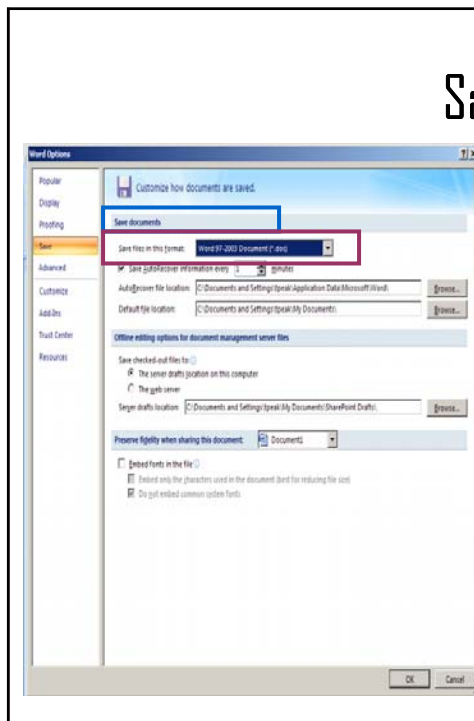 Sa
Word Options
Popular
Display
Proofing
Save
Advanced
Customize
Add-Ins
Trust Center
Resources
Customize how documents are saved.
Save documents
Save files in this format: Word 97-2003 Document (*.doc)
Save AutoRecover information every 1 minutes
AutoRecover file location: C:\Documents and Settings\tpeak\Application Data\Microsoft\Word\ Browse...
Default file location: C:\Documents and Settings\tpeak\My Documents\ Browse...
Offline editing options for document management server files
Save checked-out files to:
The server drafts location on this computer
The web server
Server drafts location: C:\Documents and Settings\tpeak\My Documents\SharePoint Drafts\ Browse...
Preserve fidelity when sharing this document: Document1
Embed fonts in the file
Embed only the characters used in the document (best for reducing file size)
Do not embed common system fonts
OK Cancel